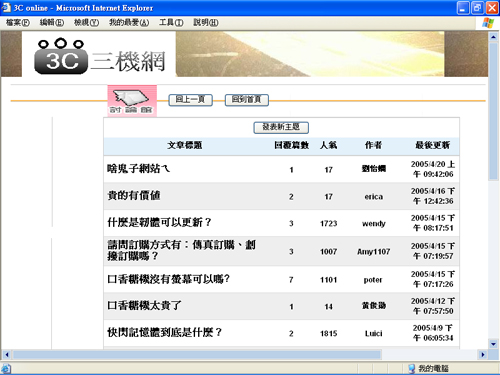 3C online - Microsoft Internet Explorer
檔案(F) 編輯(E) 檢視(V) 我的最愛(A) 工具(T) 說明(H)
3C 三機網
討論區 回上一頁 回到首頁
發表新主題
文章標題 回覆篇數 人氣 作者 最後更新
啥鬼子網站ㄟ 1 17 2005/4/20 上午 09:42:06
貴的有價値 2 17 erica 2005/4/16 下午 12:42:36
什麼是韌體可以更新? 3 1723 wendy 2005/4/15 下午 08:17:51
請問訂購方式有:傳真訂購、劃
撥訂購嗎? 3 1007 Amy1107 2005/4/15 下午 07:19:57
口香糖機沒有螢幕可以嗎? 7 1101 poter 2005/4/15 下午 07:17:26
口香糖機太貴了 1 14 黃俊勛 2005/4/12 下午 07:57:50
快閃記憶體到底是什麼? 2 1815 Luici 2005/4/9 下午 06:05:34
我的電腦